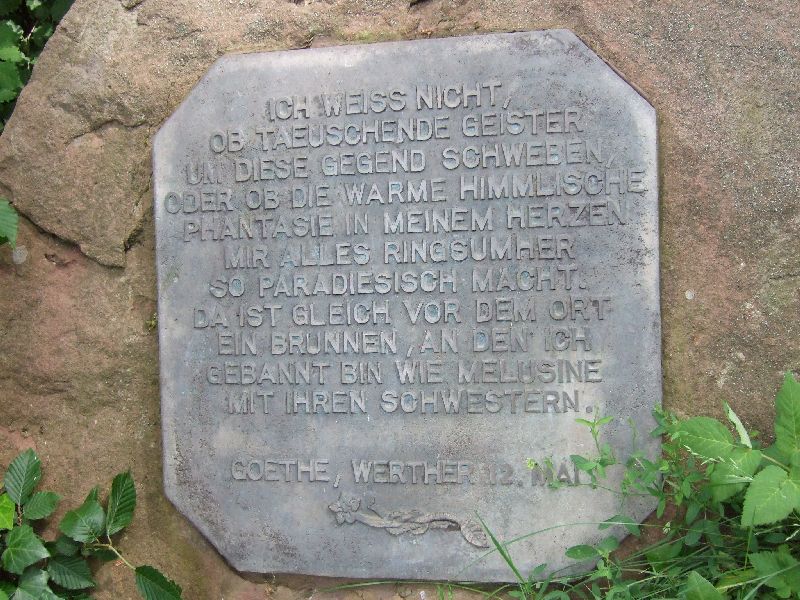 ICH WEISS NICHT,
OB TAEUSCHENDE GEISTER
UM DIESE GEGEND SCHWEBEN,
ODER OB DIE WARME HIMMLISCHE
PHANTASIE IN MEINEM HERZEN
MIR ALLES RINGSUMHER
SO PARADIESISCH MACHT.
DA IST GLEICH VOR DEM ORT
EIN BRUNNEN, AN DEN ICH
GEBANNT BIN WIE MELUSINE
MIT IHREN SCHWESTERN.
GOETHE, WERTHER 12. MAI